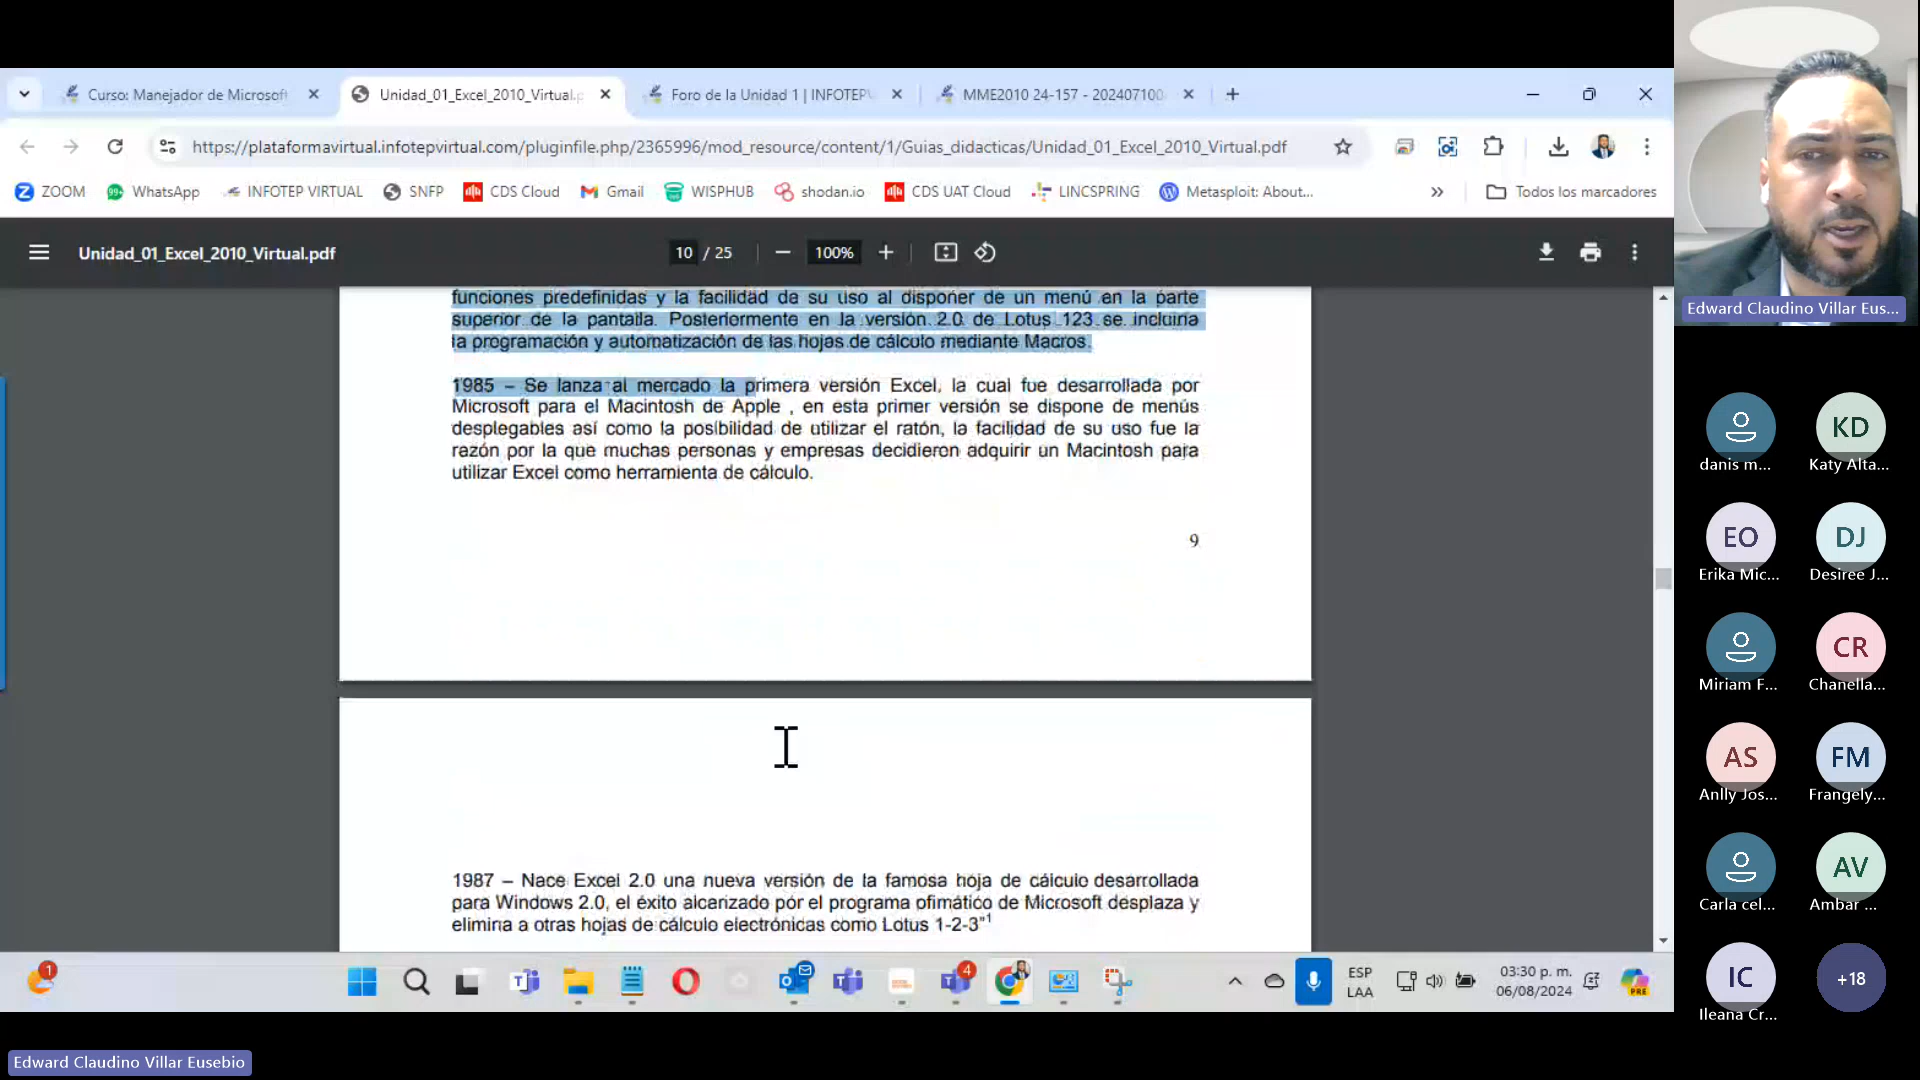 Curso: Manejador de Microsoft
Unidad_01_Excel_2010_Virtual.p
Foro de la Unidad 1 | INFOTEP
MME2010 24-157 - 202407100
https://plataformavirtual.infotepvirtual.com/pluginfile.php/2365996/mod_resource/content/1/Guias_didacticas/Unidad_01_Excel_2010_Virtual.pdf
ZOOM
WhatsApp
INFOTEP VIRTUAL
SNFP
CDS Cloud
Gmail
WISPHUB
shodan.io
CDS UAT Cloud
LINCSPRING
Metasploit: About...
Todos los marcadores
Unidad_01_Excel_2010_Virtual.pdf
10 / 25
100%
funciones predefinidas y la facilidad de su uso al disponer de un menú en la parte
superior de la pantalla. Posteriormente en la versión 2.0 de Lotus 123 se incluiría
la programación y automatización de las hojas de cálculo mediante Macros.
1985 – Se lanza al mercado la primera versión Excel, la cual fue desarrollada por
Microsoft para el Macintosh de Apple , en esta primer versión se dispone de menús
desplegables así como la posibilidad de utilizar el ratón, la facilidad de su uso fue la
razón por la que muchas personas y empresas decidieron adquirir un Macintosh para
utilizar Excel como herramienta de cálculo.
9
1987 – Nace Excel 2.0 una nueva versión de la famosa hoja de cálculo desarrollada
para Windows 2.0, el éxito alcanzado por el programa ofimático de Microsoft desplaza y
elimina a otras hojas de cálculo electrónicas como Lotus 1-2-3"1
1
4
PRE
ESP
LAA
03:30 p. m.
06/08/2024
Edward Claudino Villar Eus...
danis m...
KD
Katy Alta...
EO
Erika Mic...
DJ
Desiree J...
Miriam F...
CR
Chanella...
AS
Anlly Jos...
FM
Frangely...
Carla cel...
AV
Ambar ...
IC
Ileana Cr...
+18
Edward Claudino Villar Eusebio